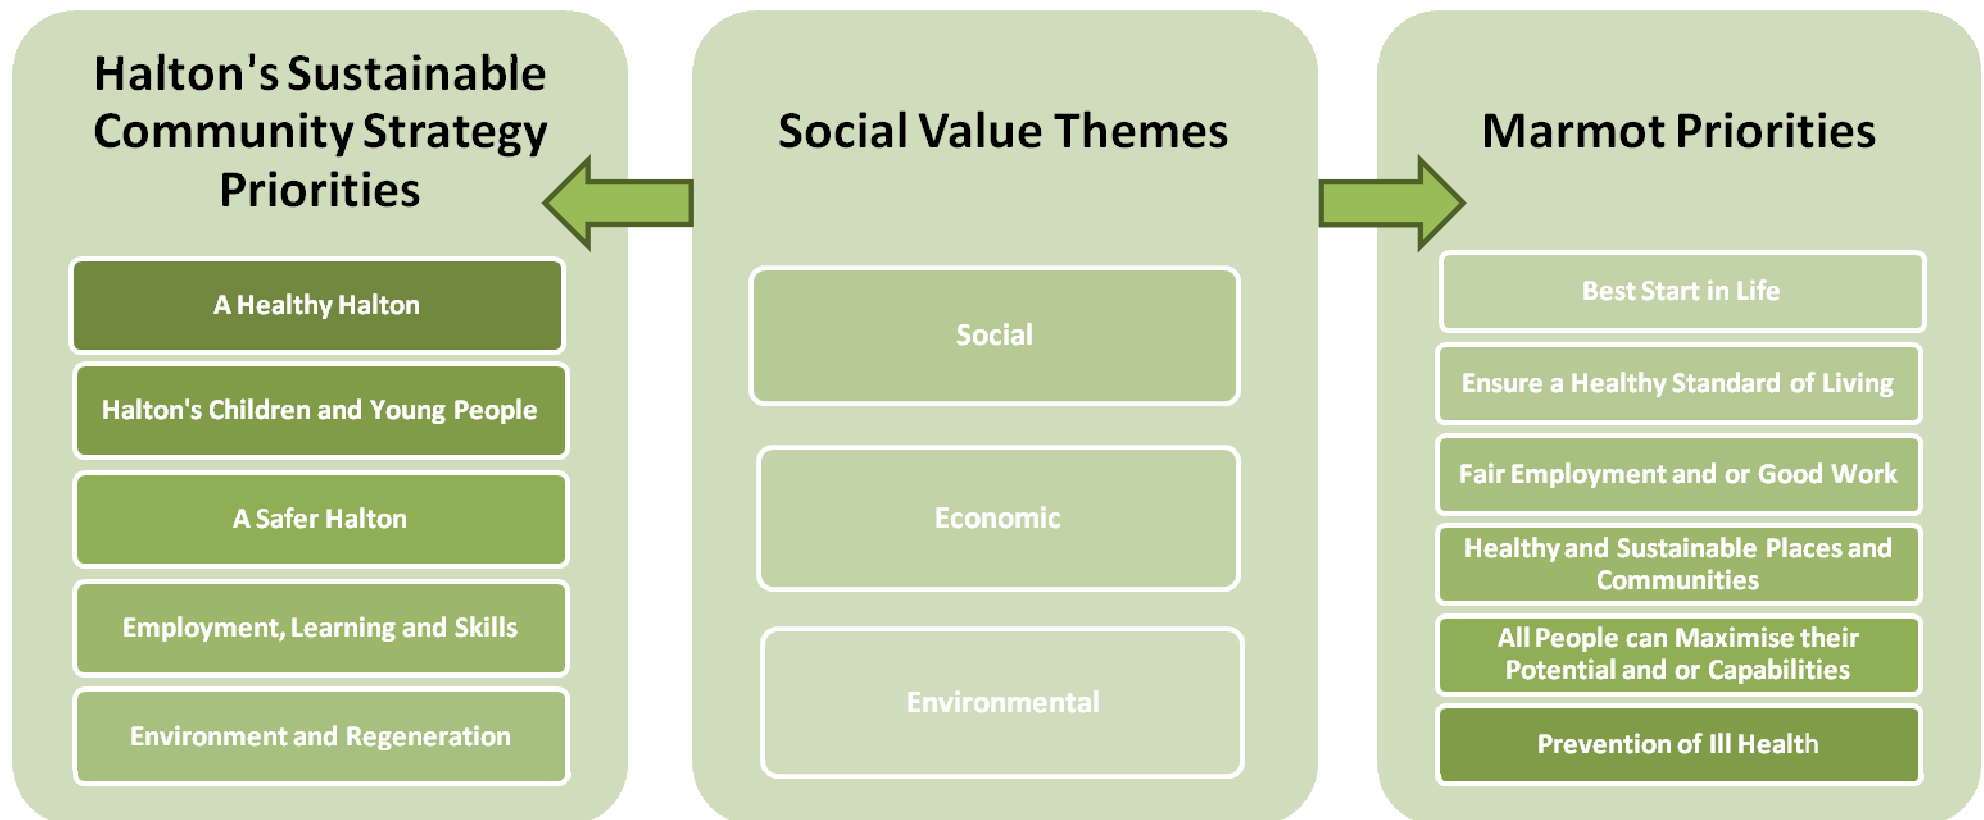 Halton's Sustainable
Community Strategy
Priorities
A Healthy Halton
Halton's Children and Young People
A Safer Halton
Employment, Learning and Skills
Environment and Regeneration
Social Value Themes
Social
Economic
Environmental
Marmot Priorities
Best Start in Life
Ensure a Healthy Standard of Living
Fair Employment and or Good Work
Healthy and Sustainable Places and
Communities
All People can Maximise their
Potential and or Capabilities
Prevention of Ill Health